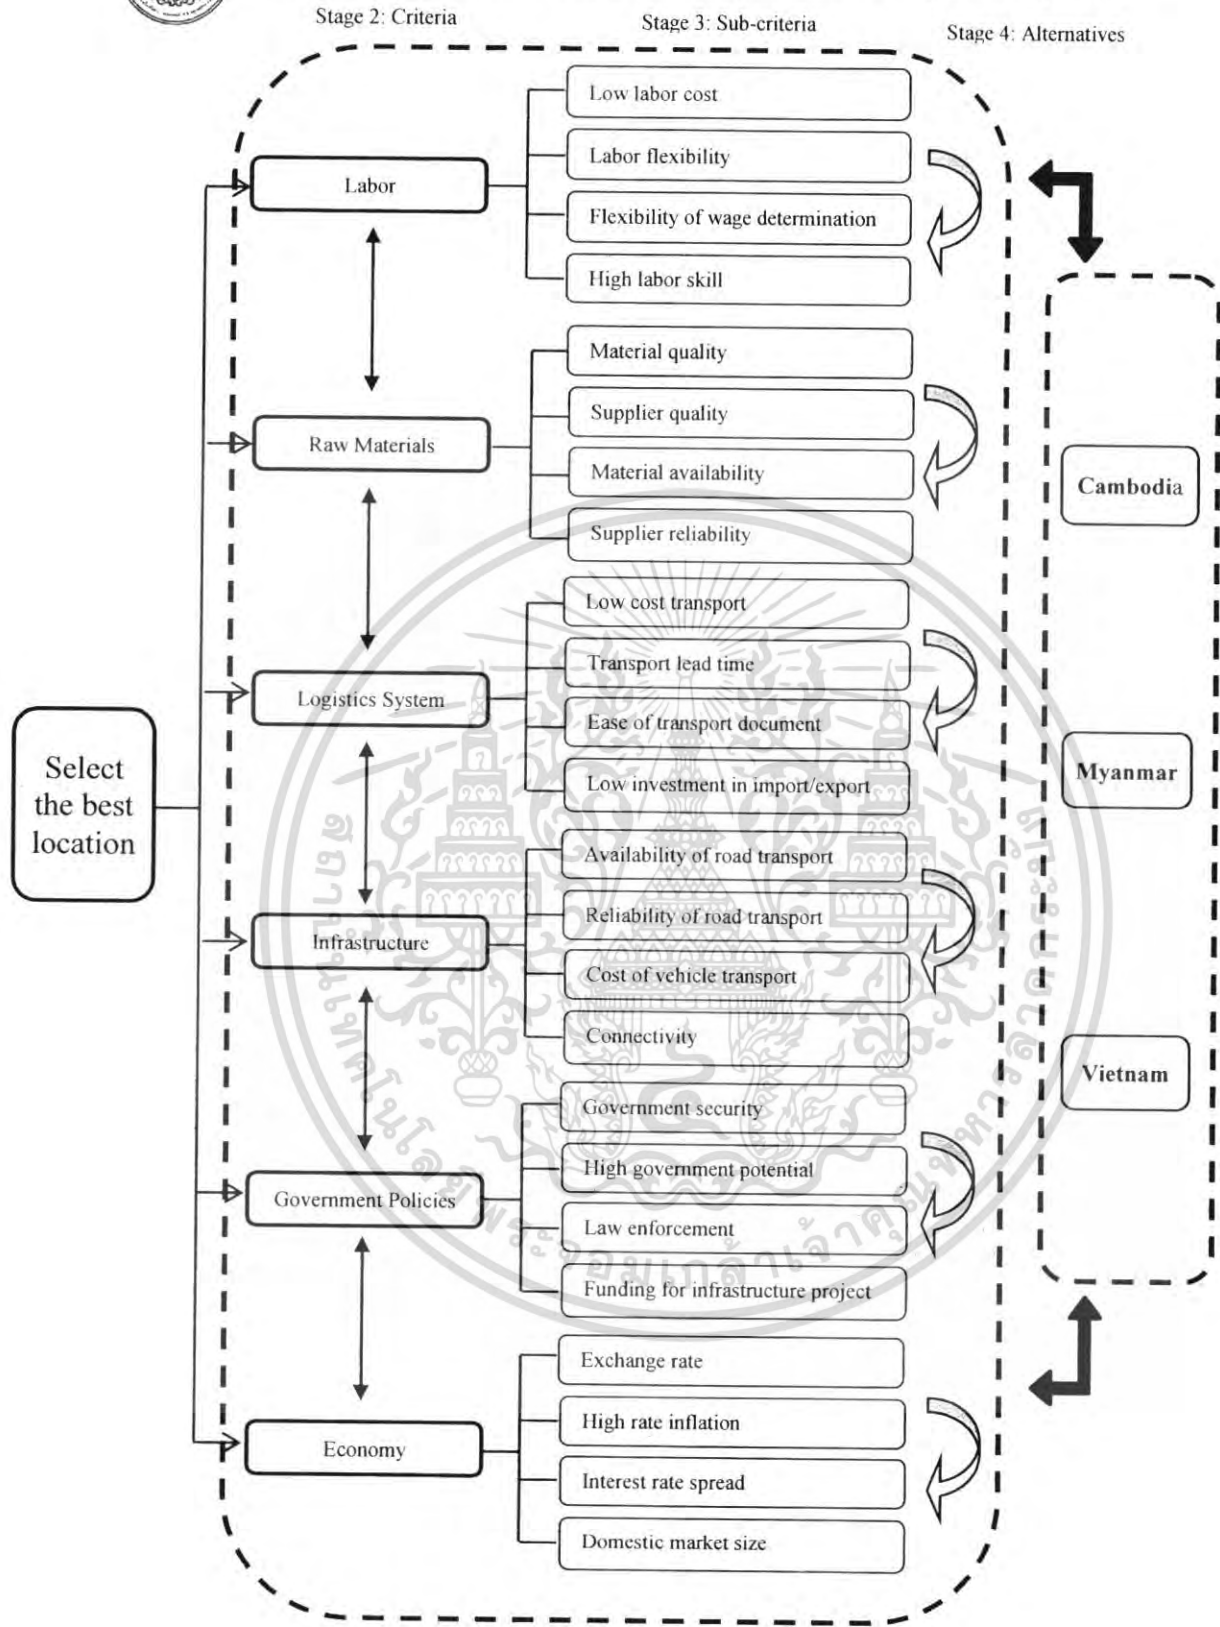 Stage 2: Criteria
Stage 3: Sub-criteria
Stage 4: Alternatives
Select
the best
location
Labor
Low labor cost
Labor flexibility
Flexibility of wage determination
High labor skill
Raw Materials
Material quality
Supplier quality
Material availability
Supplier reliability
Logistics System
Low cost transport
Transport lead time
Ease of transport document
Low investment in import/export
Infrastructure
Availability of road transport
Reliability of road transport
Cost of vehicle transport
Connectivity
Government Policies
Government security
High government potential
Law enforcement
Funding for infrastructure project
Economy
Exchange rate
High rate inflation
Interest rate spread
Domestic market size
Cambodia
Myanmar
Vietnam